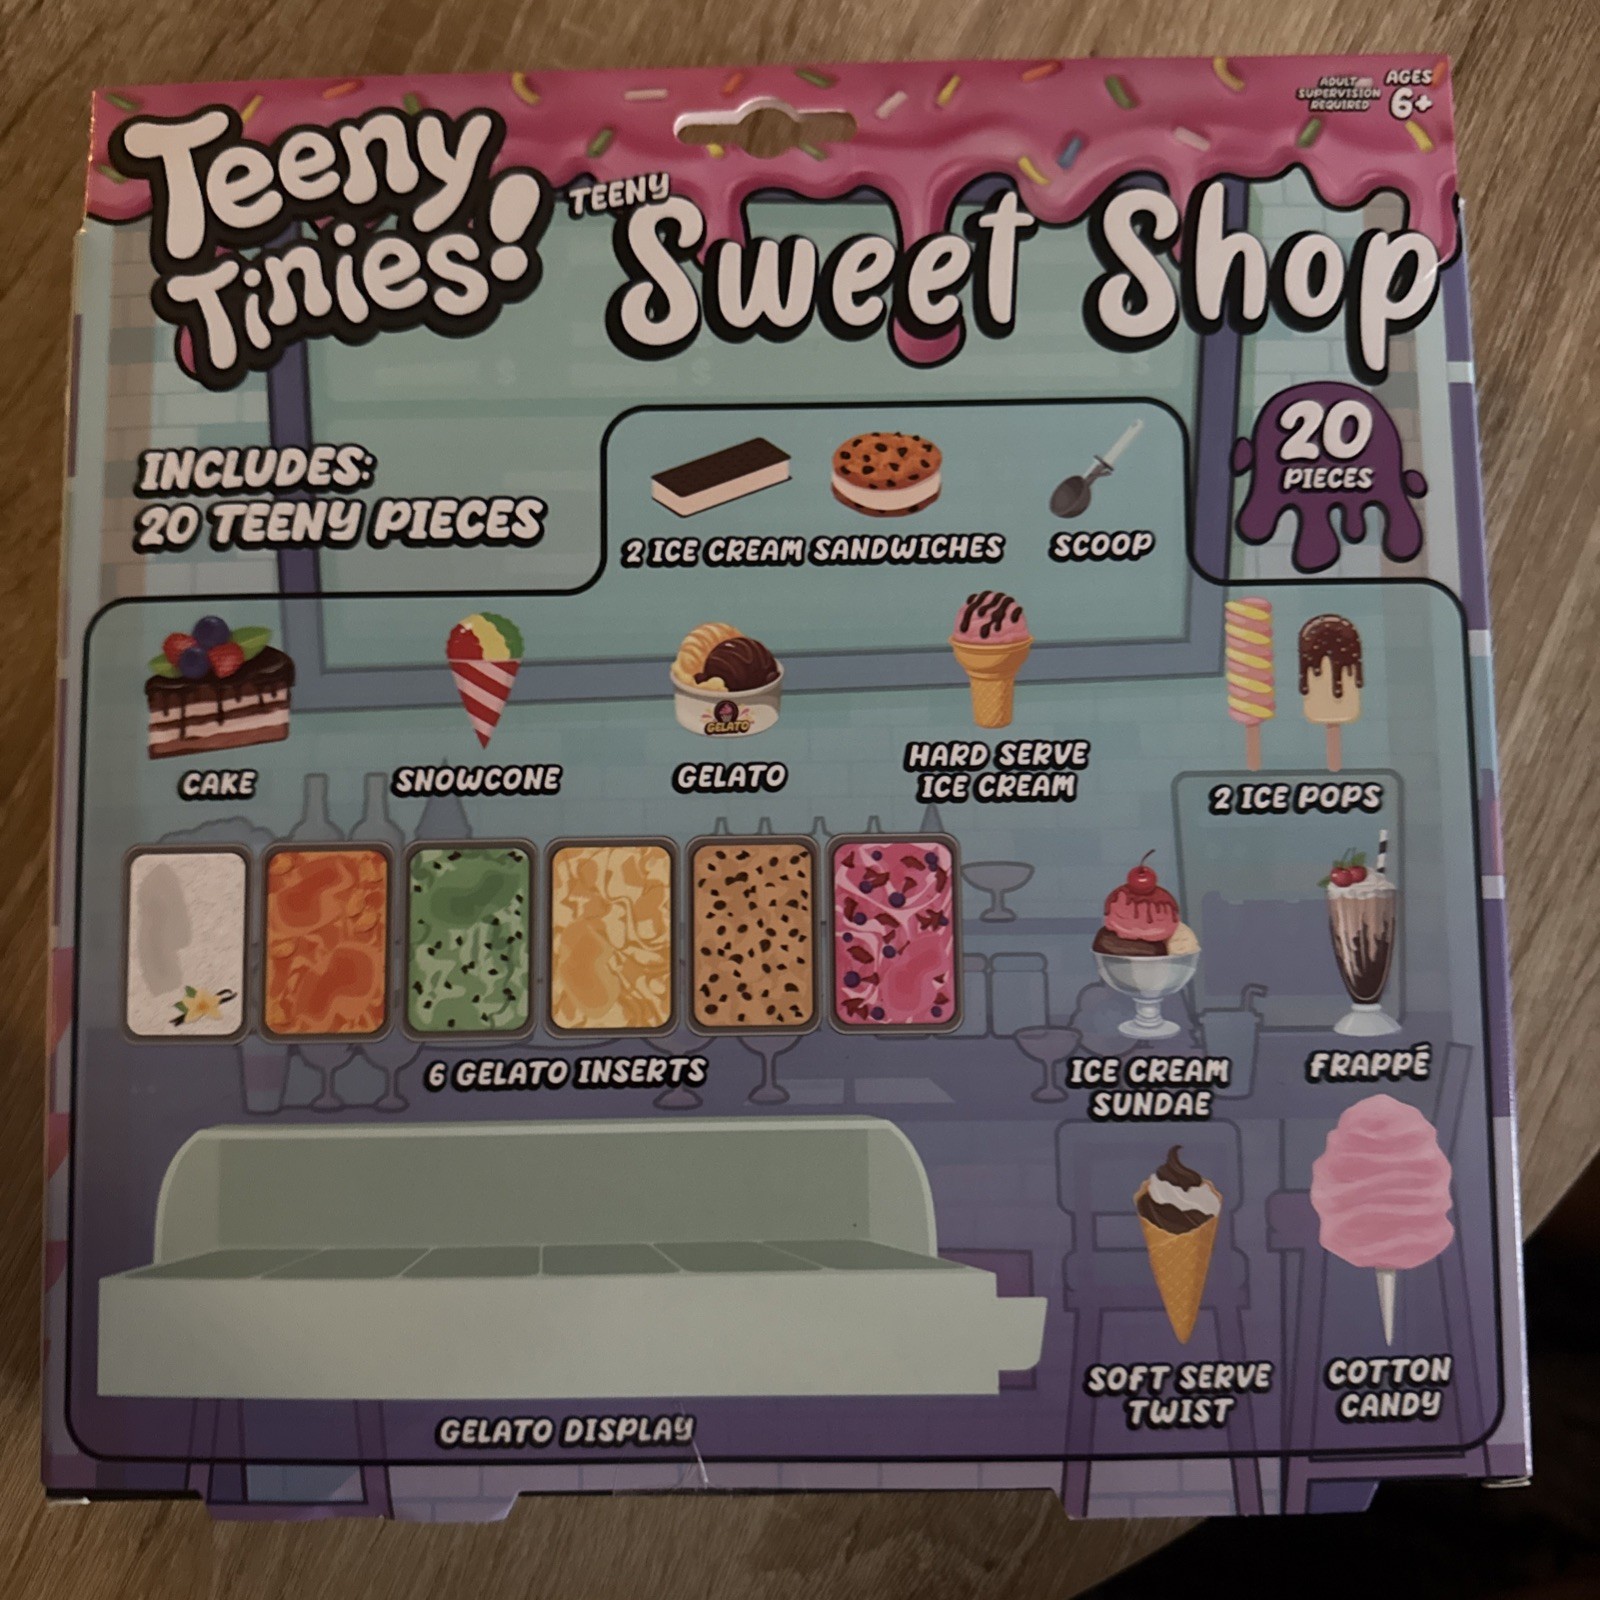 Teeny
Tinies!
TEENY
Sweet Shop
ADULT
SUPERVISION
REQUIRED
AGES
6+
INCLUDES:
20 TEENY PIECES
20
PIECES
2 ICE CREAM SANDWICHES
SCOOP
GELATO
CAKE
SNOWCONE
GELATO
HARD SERVE
ICE CREAM
2 ICE POPS
6 GELATO INSERTS
ICE CREAM
SUNDAE
FRAPPÉ
GELATO DISPLAY
SOFT SERVE
TWIST
COTTON
CANDY